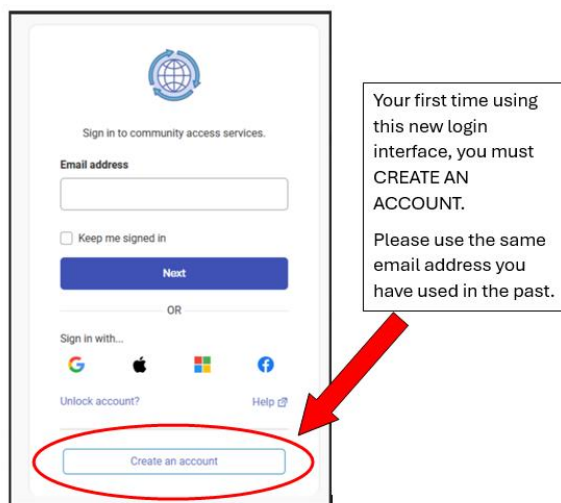 Sign in to community access services.
Email address
Keep me signed in
Next
OR
Sign in with...
Unlock account?
Help
Create an account
Your first time using
this new login
interface, you must
CREATE AN
ACCOUNT.
Please use the same
email address you
have used in the past.